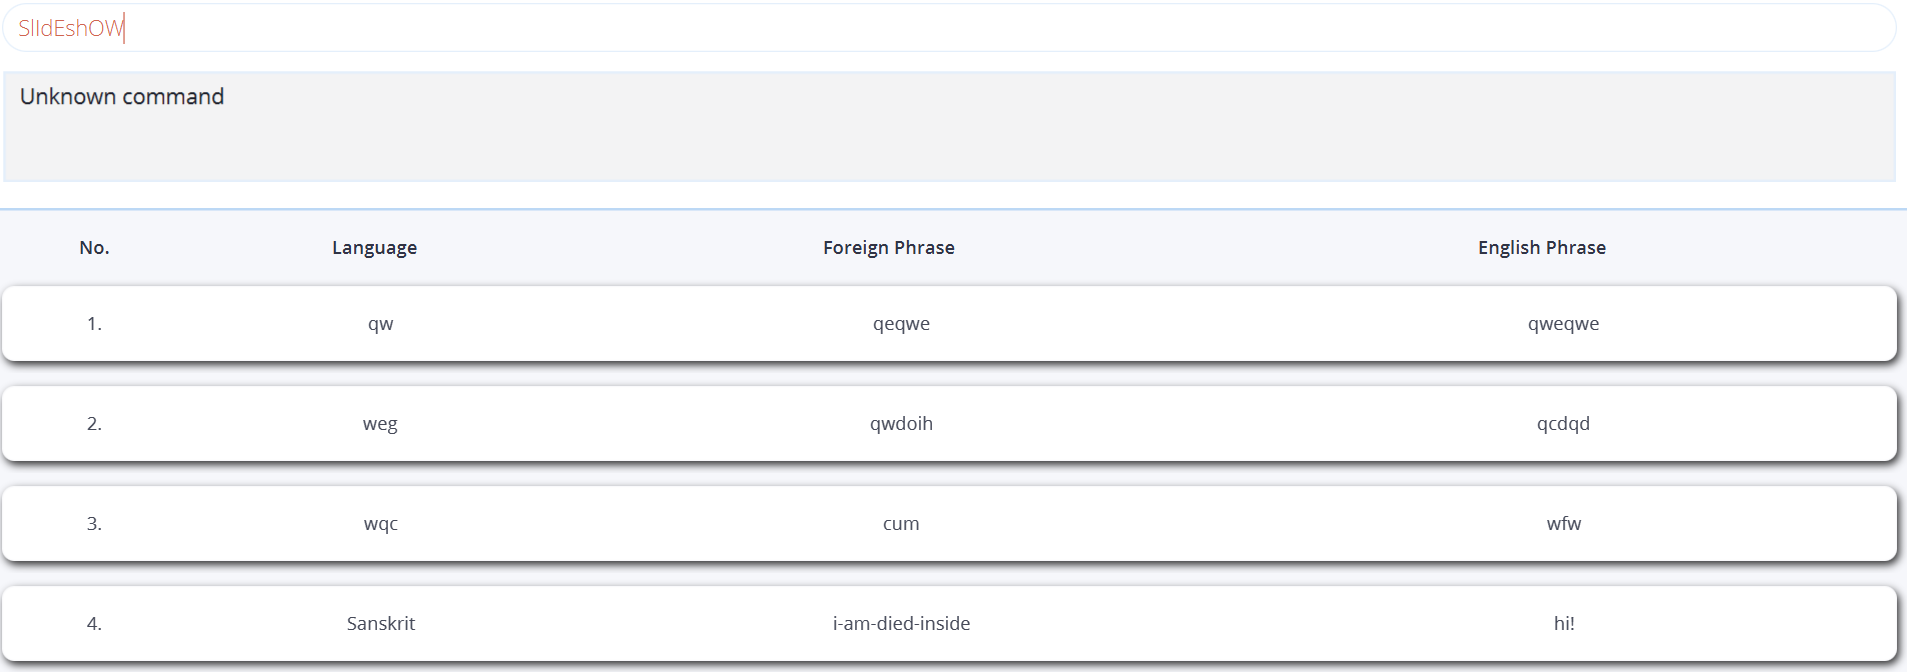 SlIdEshOW
Unknown command
No. Language Foreign Phrase English Phrase
1. qw qeqwe qweqwe
2. weg qwdoih qcdqd
3. wqc cum wfw
4. Sanskrit i-am-died-inside hi!